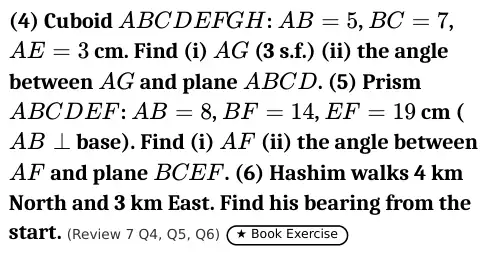 (4) Cuboid ABCDEFGH: AB = 5, BC = 7,
AE = 3 cm. Find (i) AG (3 s.f.) (ii) the angle
between AG and plane ABCD. (5) Prism
ABCDEF: AB = 8, BF = 14, EF = 19 cm (
AB ⊥ base). Find (i) AF (ii) the angle between
AF and plane BCEF. (6) Hashim walks 4 km
North and 3 km East. Find his bearing from the
start. (Review 7 Q4, Q5, Q6) ★ Book Exercise